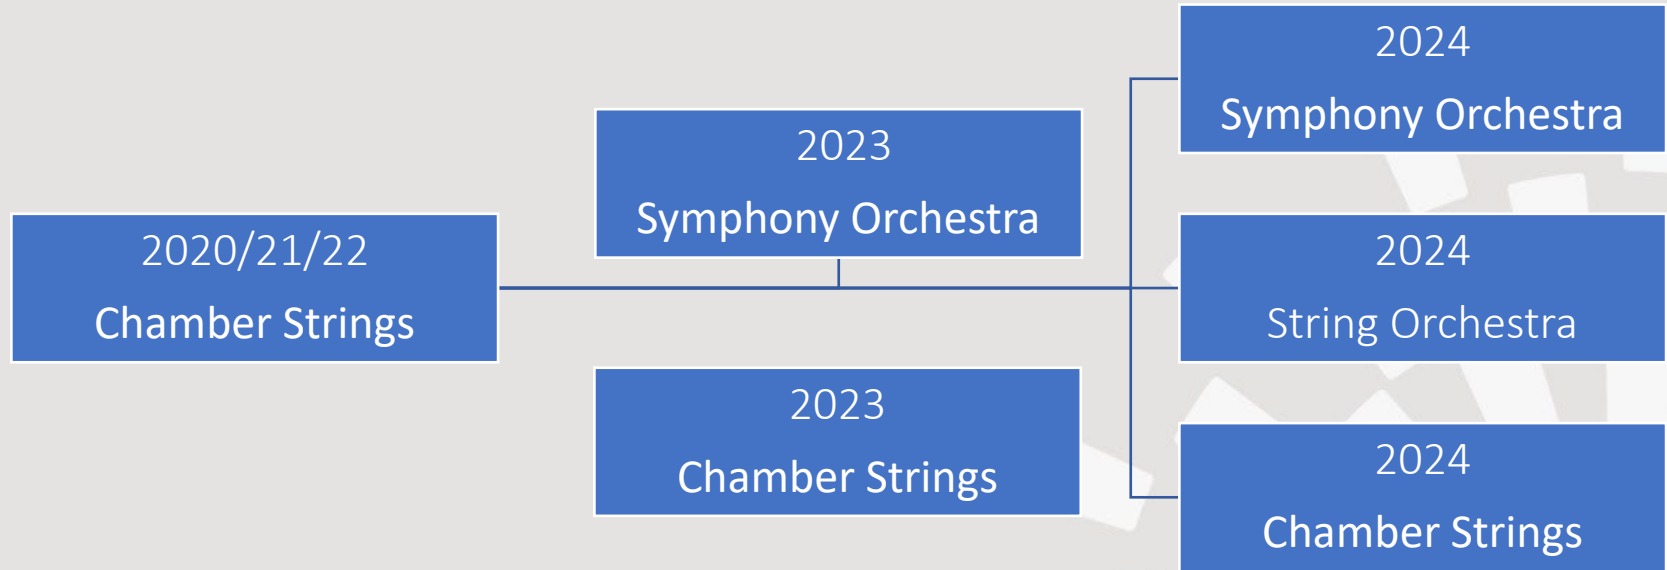 2020/21/22
Chamber Strings
2023
Symphony Orchestra
2023
Chamber Strings
2024
Symphony Orchestra
2024
String Orchestra
2024
Chamber Strings